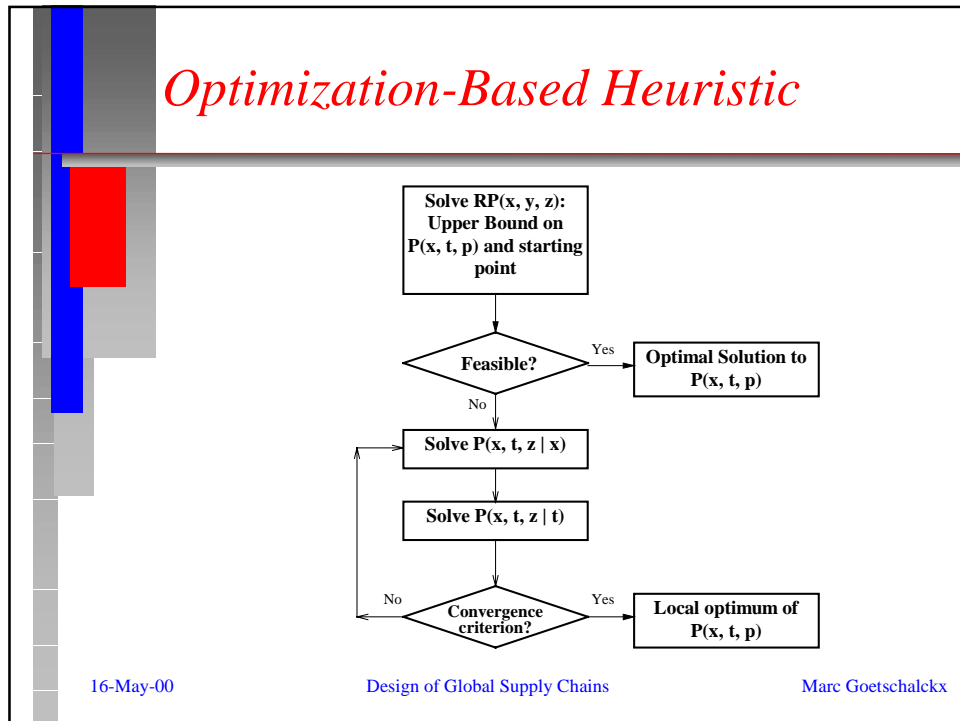 Optimization-Based Heuristic
Solve RP(x, y, z):
Upper Bound on
P(x, t, p) and starting
point
Feasible?
Yes
Optimal Solution to
P(x, t, p)
No
Solve P(x, t, z | x)
Solve P(x, t, z | t)
No
Convergence
criterion?
Yes
Local optimum of
P(x, t, p)
16-May-00
Design of Global Supply Chains
Marc Goetschalckx